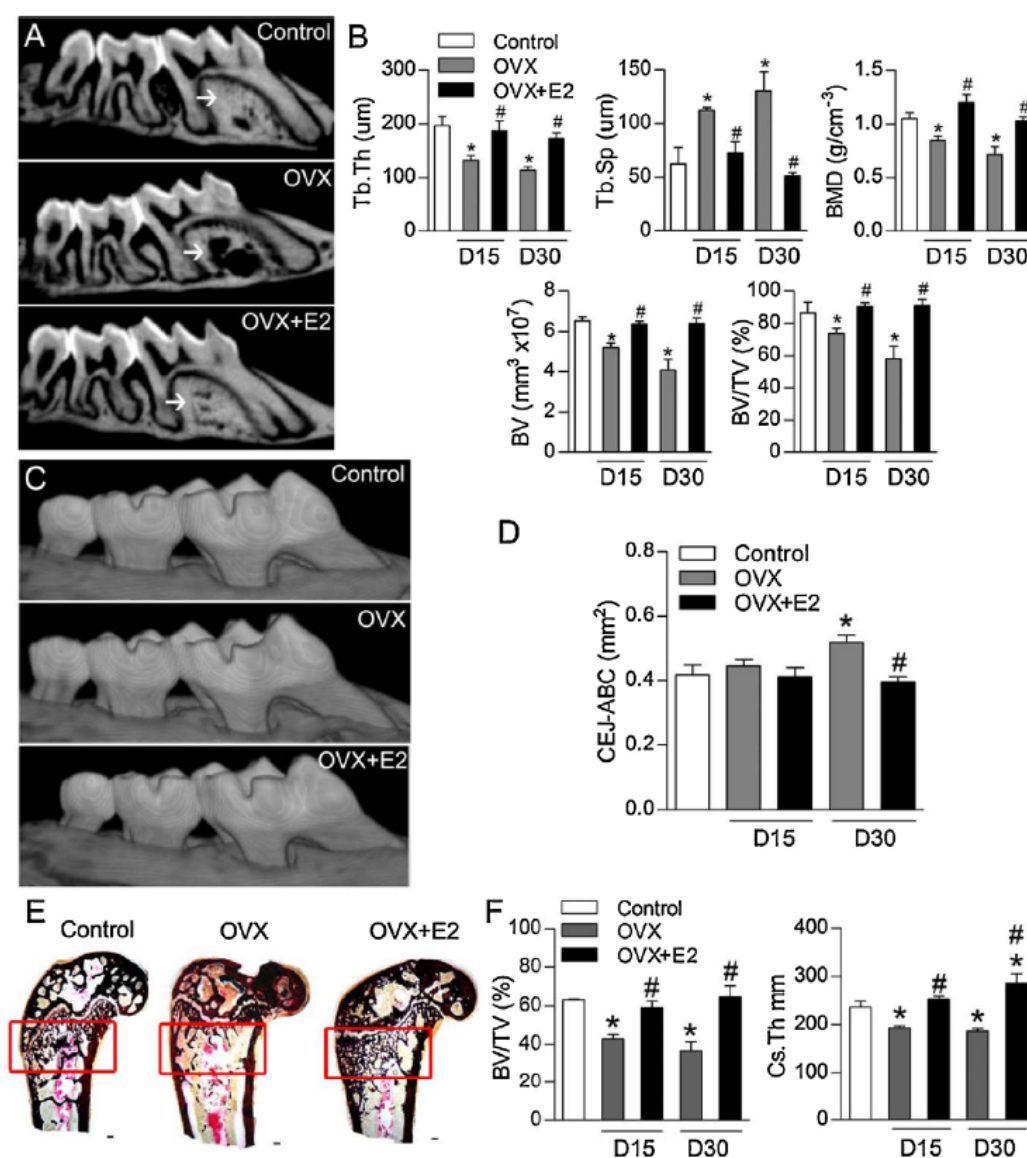 A
Control
OVX
OVX+E2
B
Control
OVX
OVX+E2
Tb.Th (um)
300
200
100
0
*
#
*
#
D15
D30
Tb.Sp (um)
150
100
50
0
*
#
*
#
D15
D30
BMD (g/cm⁻³)
1.5
1.0
0.5
0.0
*
#
*
#
D15
D30
BV (mm³ x10⁷)
8
6
4
2
0
*
#
*
#
D15
D30
BV/TV (%)
100
80
60
40
20
0
*
#
*
#
D15
D30
C
Control
OVX
OVX+E2
D
Control
OVX
OVX+E2
CEJ-ABC (mm²)
0.8
0.6
0.4
0.2
0.0
*
#
D15
D30
E
Control
OVX
OVX+E2
F
Control
OVX
OVX+E2
BV/TV (%)
100
80
60
40
20
0
*
#
*
#
D15
D30
Cs.Th mm
400
300
200
100
0
*
#
*
#
*
D15
D30